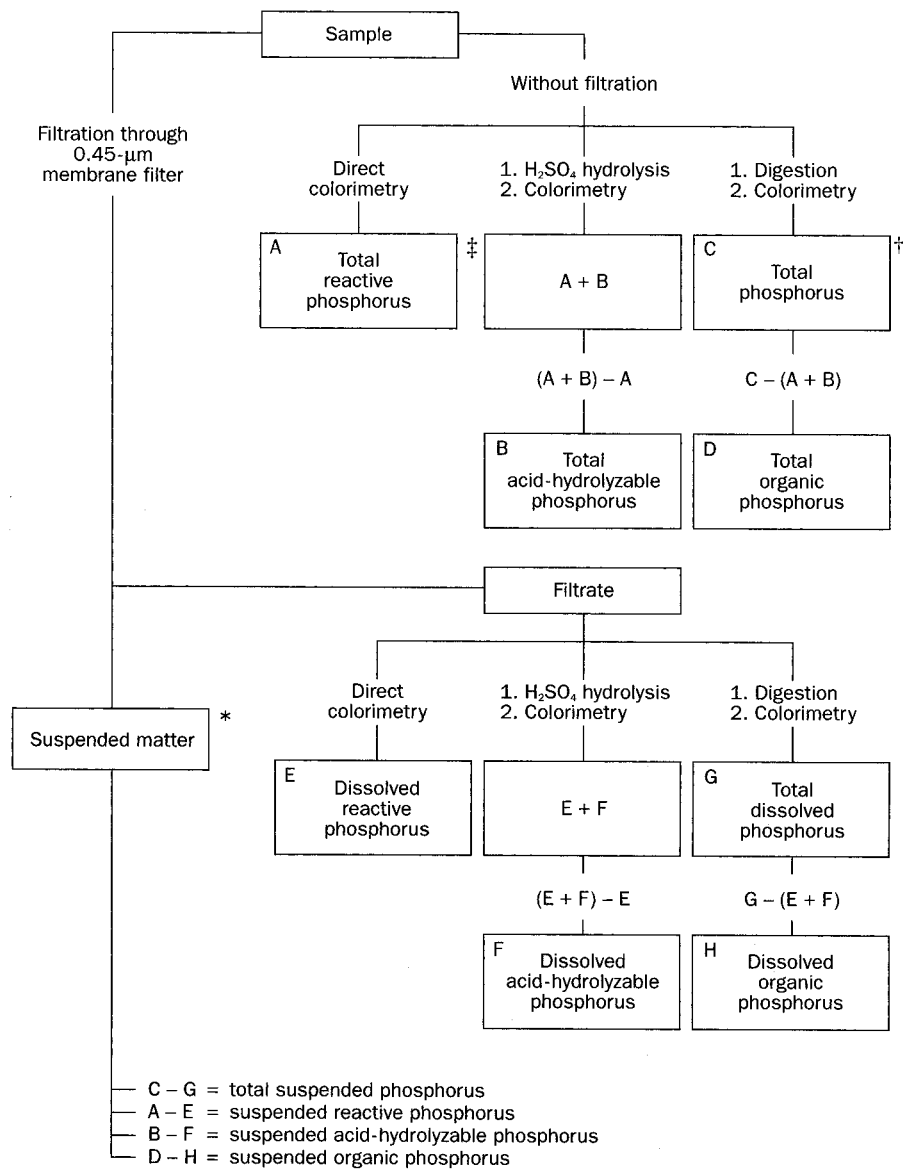 Sample
Without filtration
Filtration through
0.45-μm
membrane filter
Direct
colorimetry
1. H₂SO₄ hydrolysis
2. Colorimetry
1. Digestion
2. Colorimetry
A
Total
reactive
phosphorus
‡
A + B
C
Total
phosphorus
†
(A + B) – A
C – (A + B)
B
Total
acid-hydrolyzable
phosphorus
D
Total
organic
phosphorus
Filtrate
Direct
colorimetry
1. H₂SO₄ hydrolysis
2. Colorimetry
1. Digestion
2. Colorimetry
Suspended matter
*
E
Dissolved
reactive
phosphorus
E + F
G
Total
dissolved
phosphorus
(E + F) – E
G – (E + F)
F
Dissolved
acid-hydrolyzable
phosphorus
H
Dissolved
organic
phosphorus
C – G = total suspended phosphorus
A – E = suspended reactive phosphorus
B – F = suspended acid-hydrolyzable phosphorus
D – H = suspended organic phosphorus